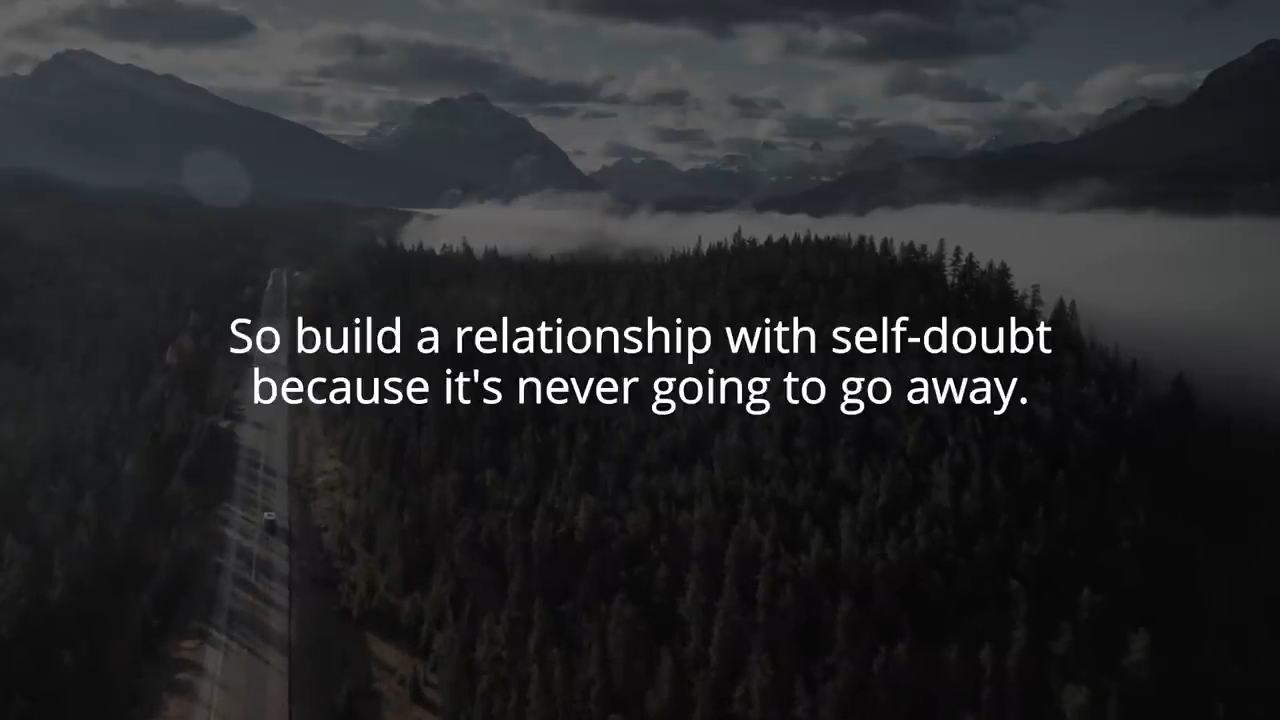 So build a relationship with self-doubt
because it's never going to go away.